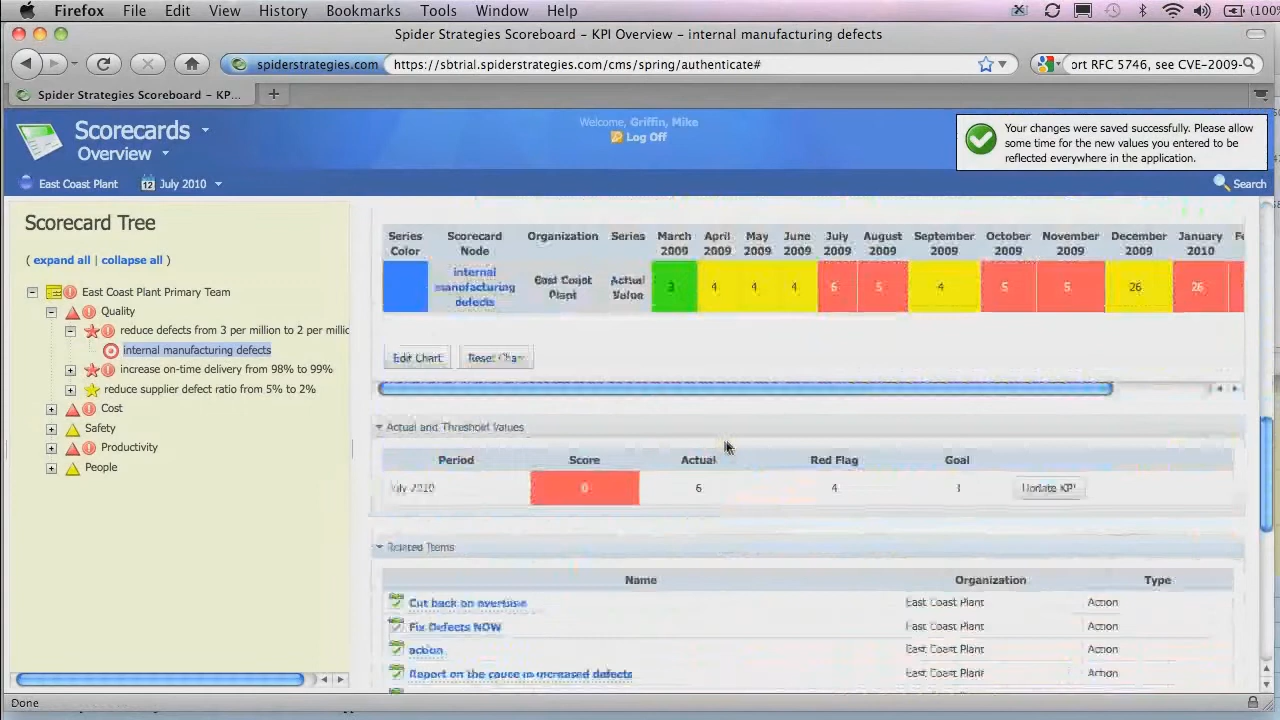 Firefox File Edit View History Bookmarks Tools Window Help (100%
Spider Strategies Scoreboard – KPI Overview – internal manufacturing defects
spiderstrategies.com https://sbtrial.spiderstrategies.com/cms/spring/authenticate# ort RFC 5746, see CVE-2009-
Spider Strategies Scoreboard – KP... +
Scorecards
Overview
Welcome, Griffin, Mike
Log Off
Your changes were saved successfully. Please allow
some time for the new values you entered to be
reflected everywhere in the application.
East Coast Plant 12 July 2010 Search
Scorecard Tree
( expand all | collapse all )
East Coast Plant Primary Team
Quality
reduce defects from 3 per million to 2 per millic
internal manufacturing defects
increase on-time delivery from 98% to 99%
reduce supplier defect ratio from 5% to 2%
Cost
Safety
Productivity
People
Series Color Scorecard Node Organization Series March 2009 April 2009 May 2009 June 2009 July 2009 August 2009 September 2009 October 2009 November 2009 December 2009 January 2010
internal manufacturing defects East Coast Plant Actual Value 3 4 4 4 6 5 4 5 5 26 26
Edit Chart Reset Chart
Actual and Threshold Values
Period Score Actual Red Flag Goal
July 2010 0 6 4 Update KPI
Related Items
Name Organization Type
Cut back on overtime East Coast Plant Action
Fix Defects NOW East Coast Plant Action
action East Coast Plant Action
Report on the cause in increased defects East Coast Plant Action
Done